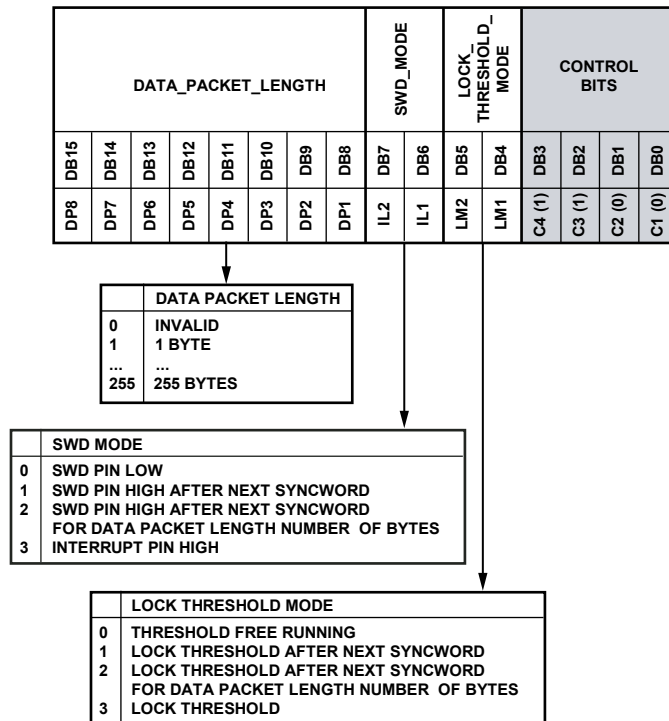 DATA_PACKET_LENGTH
SWD_MODE
LOCK_
THRESHOLD_
MODE
CONTROL
BITS
DB15 DB14 DB13 DB12 DB11 DB10 DB9 DB8 DB7 DB6 DB5 DB4 DB3 DB2 DB1 DB0
DP8 DP7 DP6 DP5 DP4 DP3 DP2 DP1 IL2 IL1 LM2 LM1 C4 (1) C3 (1) C2 (0) C1 (0)
DATA PACKET LENGTH
0 INVALID
1 1 BYTE
... ...
255 255 BYTES
SWD MODE
0 SWD PIN LOW
1 SWD PIN HIGH AFTER NEXT SYNCWORD
2 SWD PIN HIGH AFTER NEXT SYNCWORD
FOR DATA PACKET LENGTH NUMBER OF BYTES
3 INTERRUPT PIN HIGH
LOCK THRESHOLD MODE
0 THRESHOLD FREE RUNNING
1 LOCK THRESHOLD AFTER NEXT SYNCWORD
2 LOCK THRESHOLD AFTER NEXT SYNCWORD
FOR DATA PACKET LENGTH NUMBER OF BYTES
3 LOCK THRESHOLD